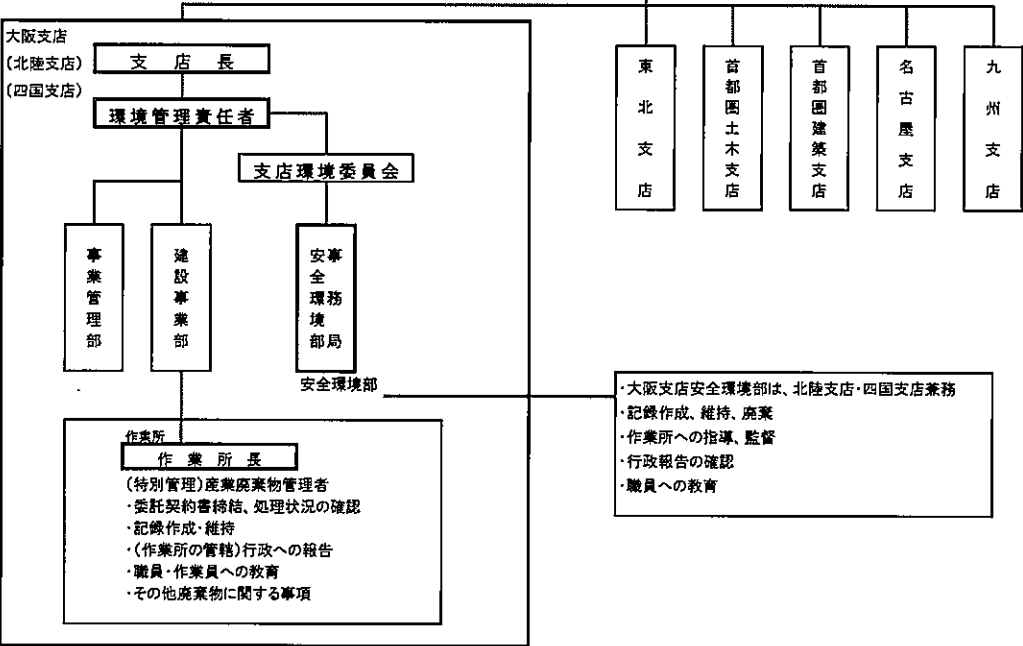 大阪支店
(北陸支店)
(四国支店)
支店長
環境管理責任者
支店環境委員会
事業管理部
建設事業部
事務局
安全環境部
安全環境部
作業所
作業所長
(特別管理)産業廃棄物管理者
・委託契約書締結、処理状況の確認
・記録作成・維持
・(作業所の管轄)行政への報告
・職員・作業員への教育
・その他廃棄物に関する事項
東北支店
首都圏土木支店
首都圏建築支店
名古屋支店
九州支店
・大阪支店安全環境部は、北陸支店・四国支店兼務
・記録作成、維持、廃棄
・作業所への指導、監督
・行政報告の確認
・職員への教育